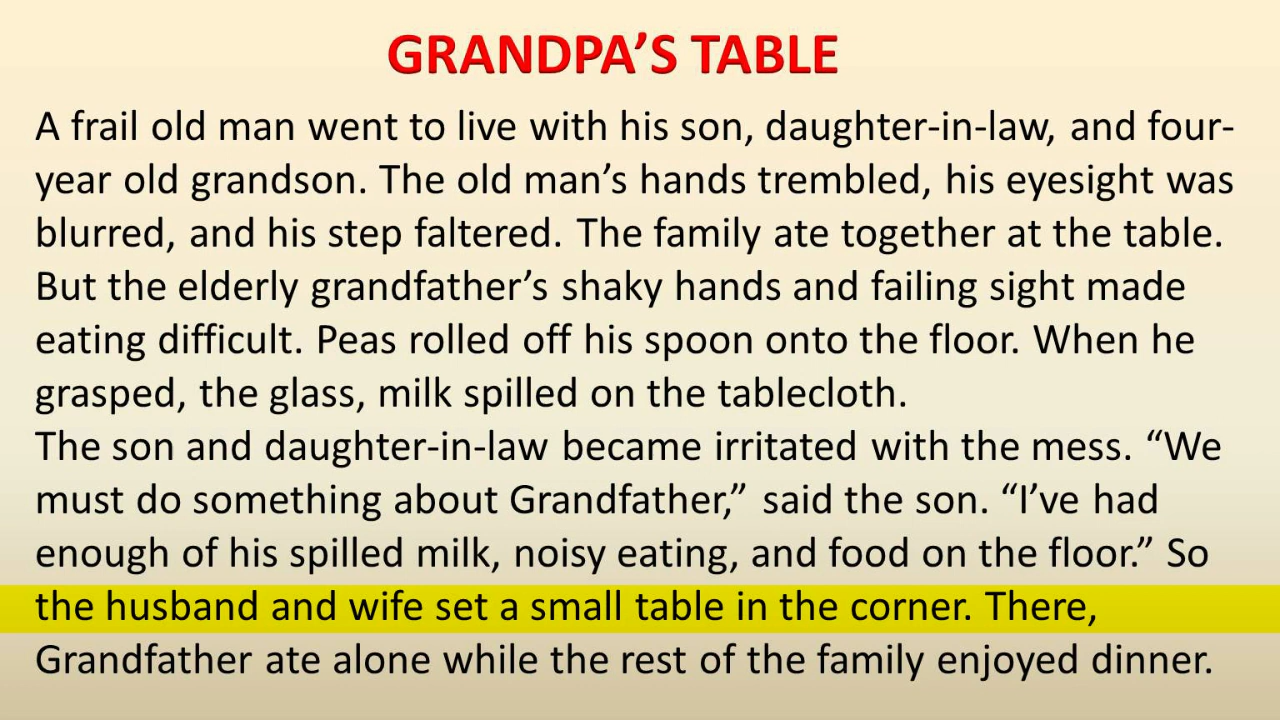 GRANDPA’S TABLE
A frail old man went to live with his son, daughter-in-law, and four-
year old grandson. The old man’s hands trembled, his eyesight was
blurred, and his step faltered. The family ate together at the table.
But the elderly grandfather’s shaky hands and failing sight made
eating difficult. Peas rolled off his spoon onto the floor. When he
grasped, the glass, milk spilled on the tablecloth.
The son and daughter-in-law became irritated with the mess. “We
must do something about Grandfather,” said the son. “I’ve had
enough of his spilled milk, noisy eating, and food on the floor.” So
the husband and wife set a small table in the corner. There,
Grandfather ate alone while the rest of the family enjoyed dinner.